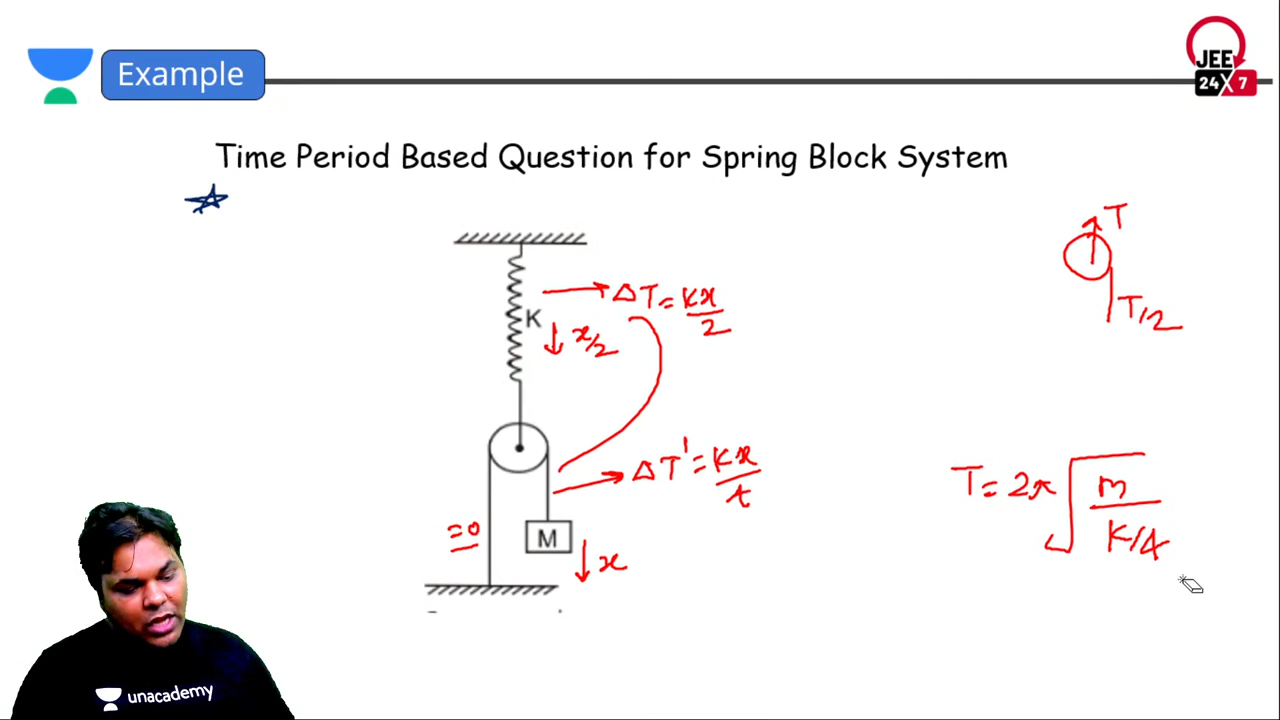 Example
JEE
24X7
Time Period Based Question for Spring Block System
T
T/2
ΔT = Kx/2
K
↓ x/2
ΔT' = Kx/4
T = 2π √(m / K/4)
=0
M
↓ x
unacademy